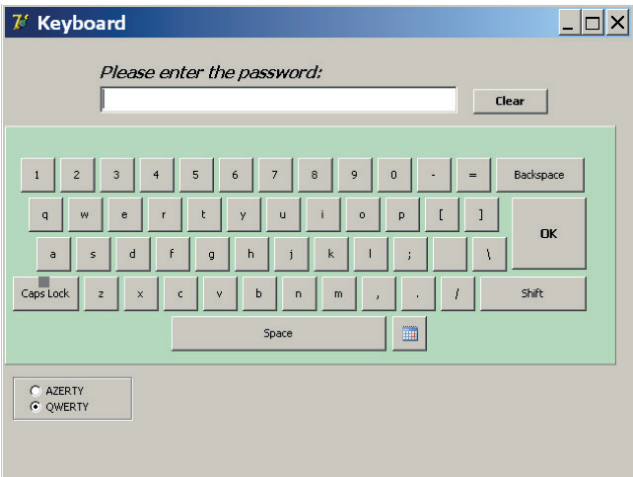 Keyboard
Please enter the password:
Clear
1 2 3 4 5 6 7 8 9 0 - = Backspace
q w e r t y u i o p [ ]
OK
a s d f g h j k l ; \
Caps Lock z x c v b n m , . / Shift
Space
AZERTY
QWERTY